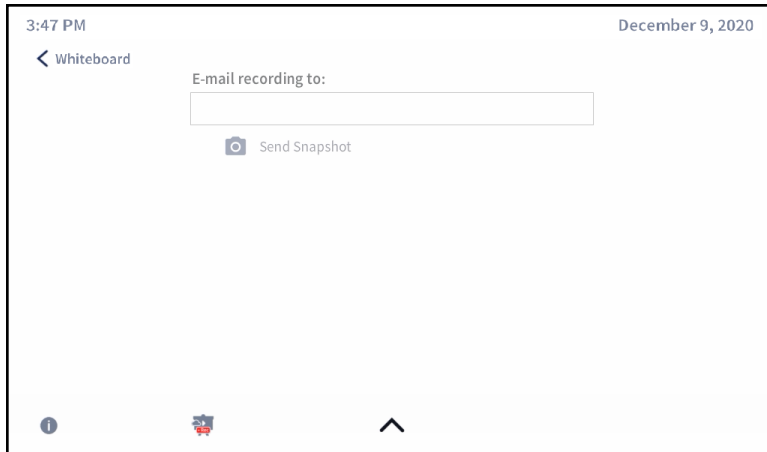 3:47 PM
December 9, 2020
Whiteboard
E-mail recording to:
Send Snapshot